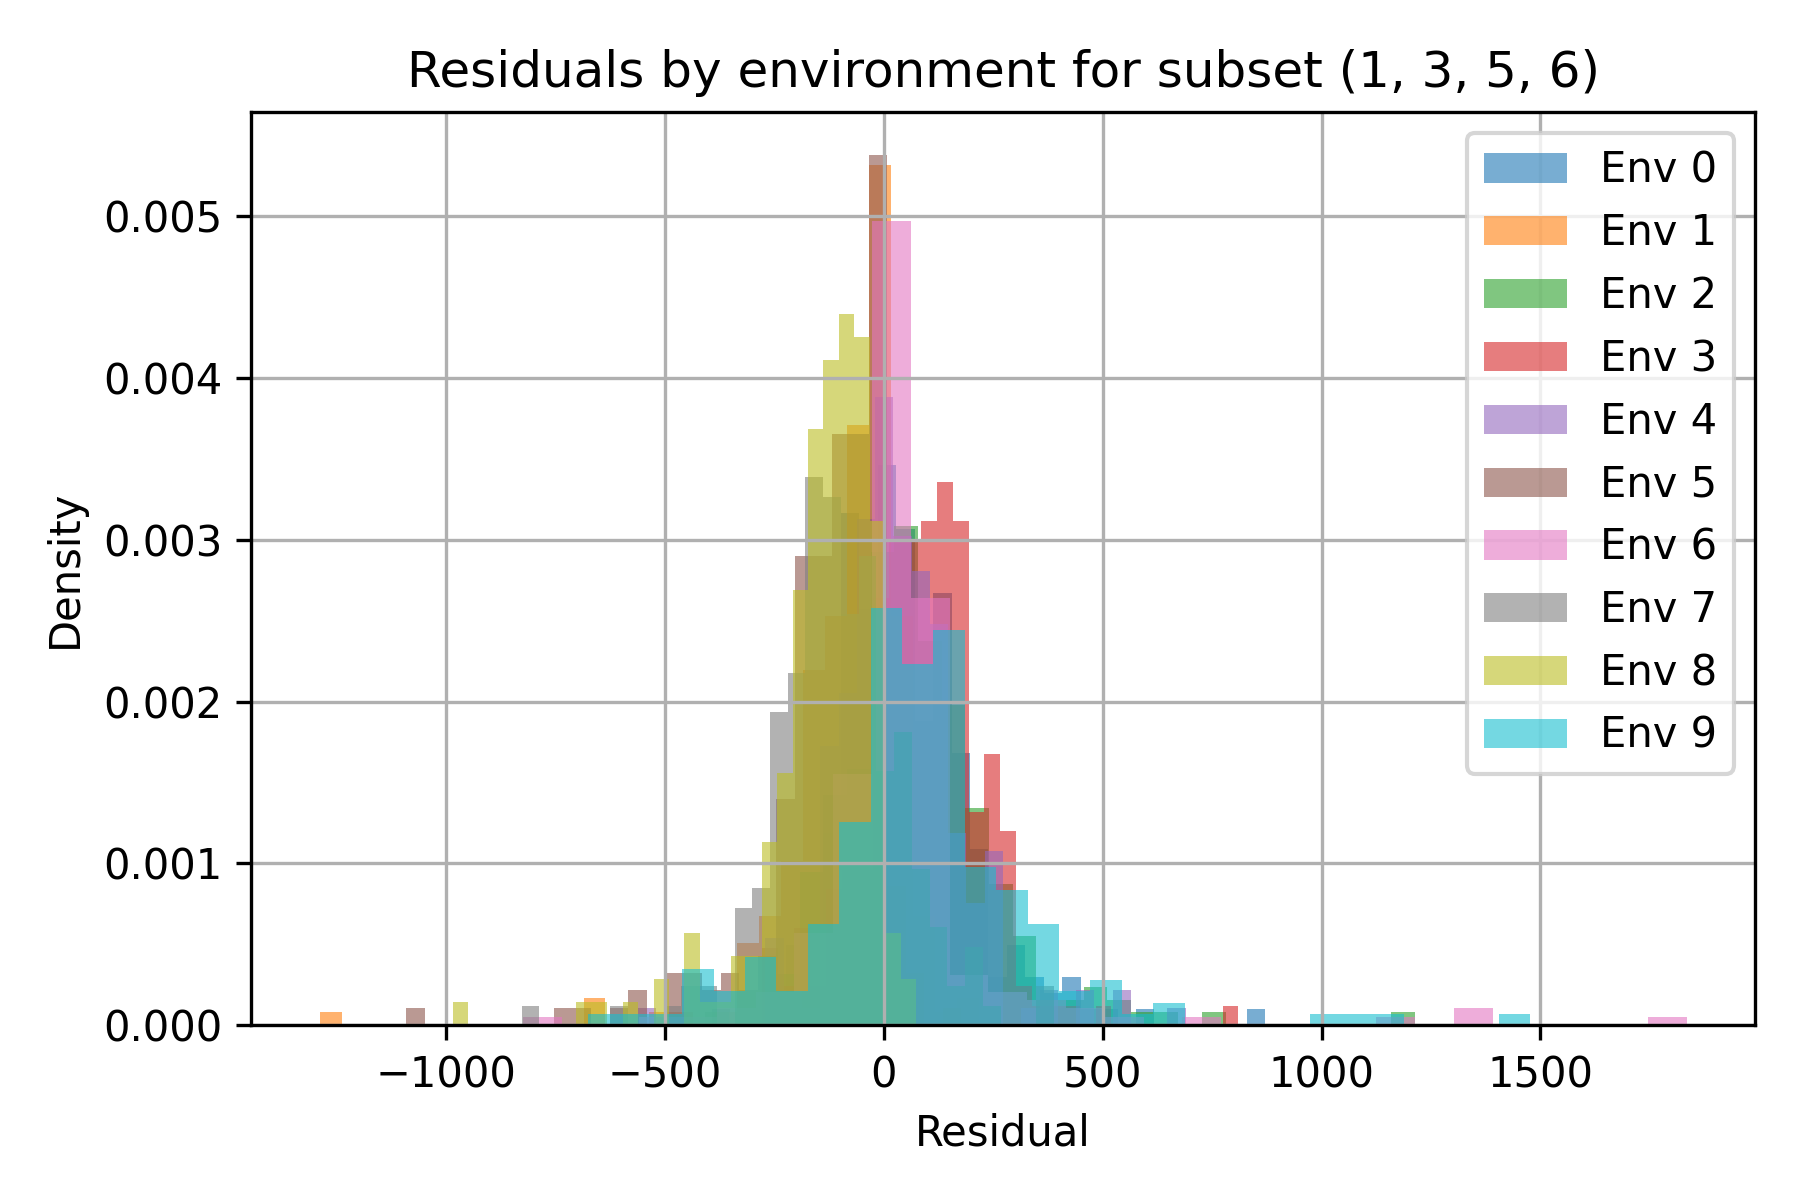 Residuals by environment for subset (1, 3, 5, 6)
Density
0.005
0.004
0.003
0.002
0.001
0.000
−1000
−500
0
500
1000
1500
Residual
Env 0
Env 1
Env 2
Env 3
Env 4
Env 5
Env 6
Env 7
Env 8
Env 9